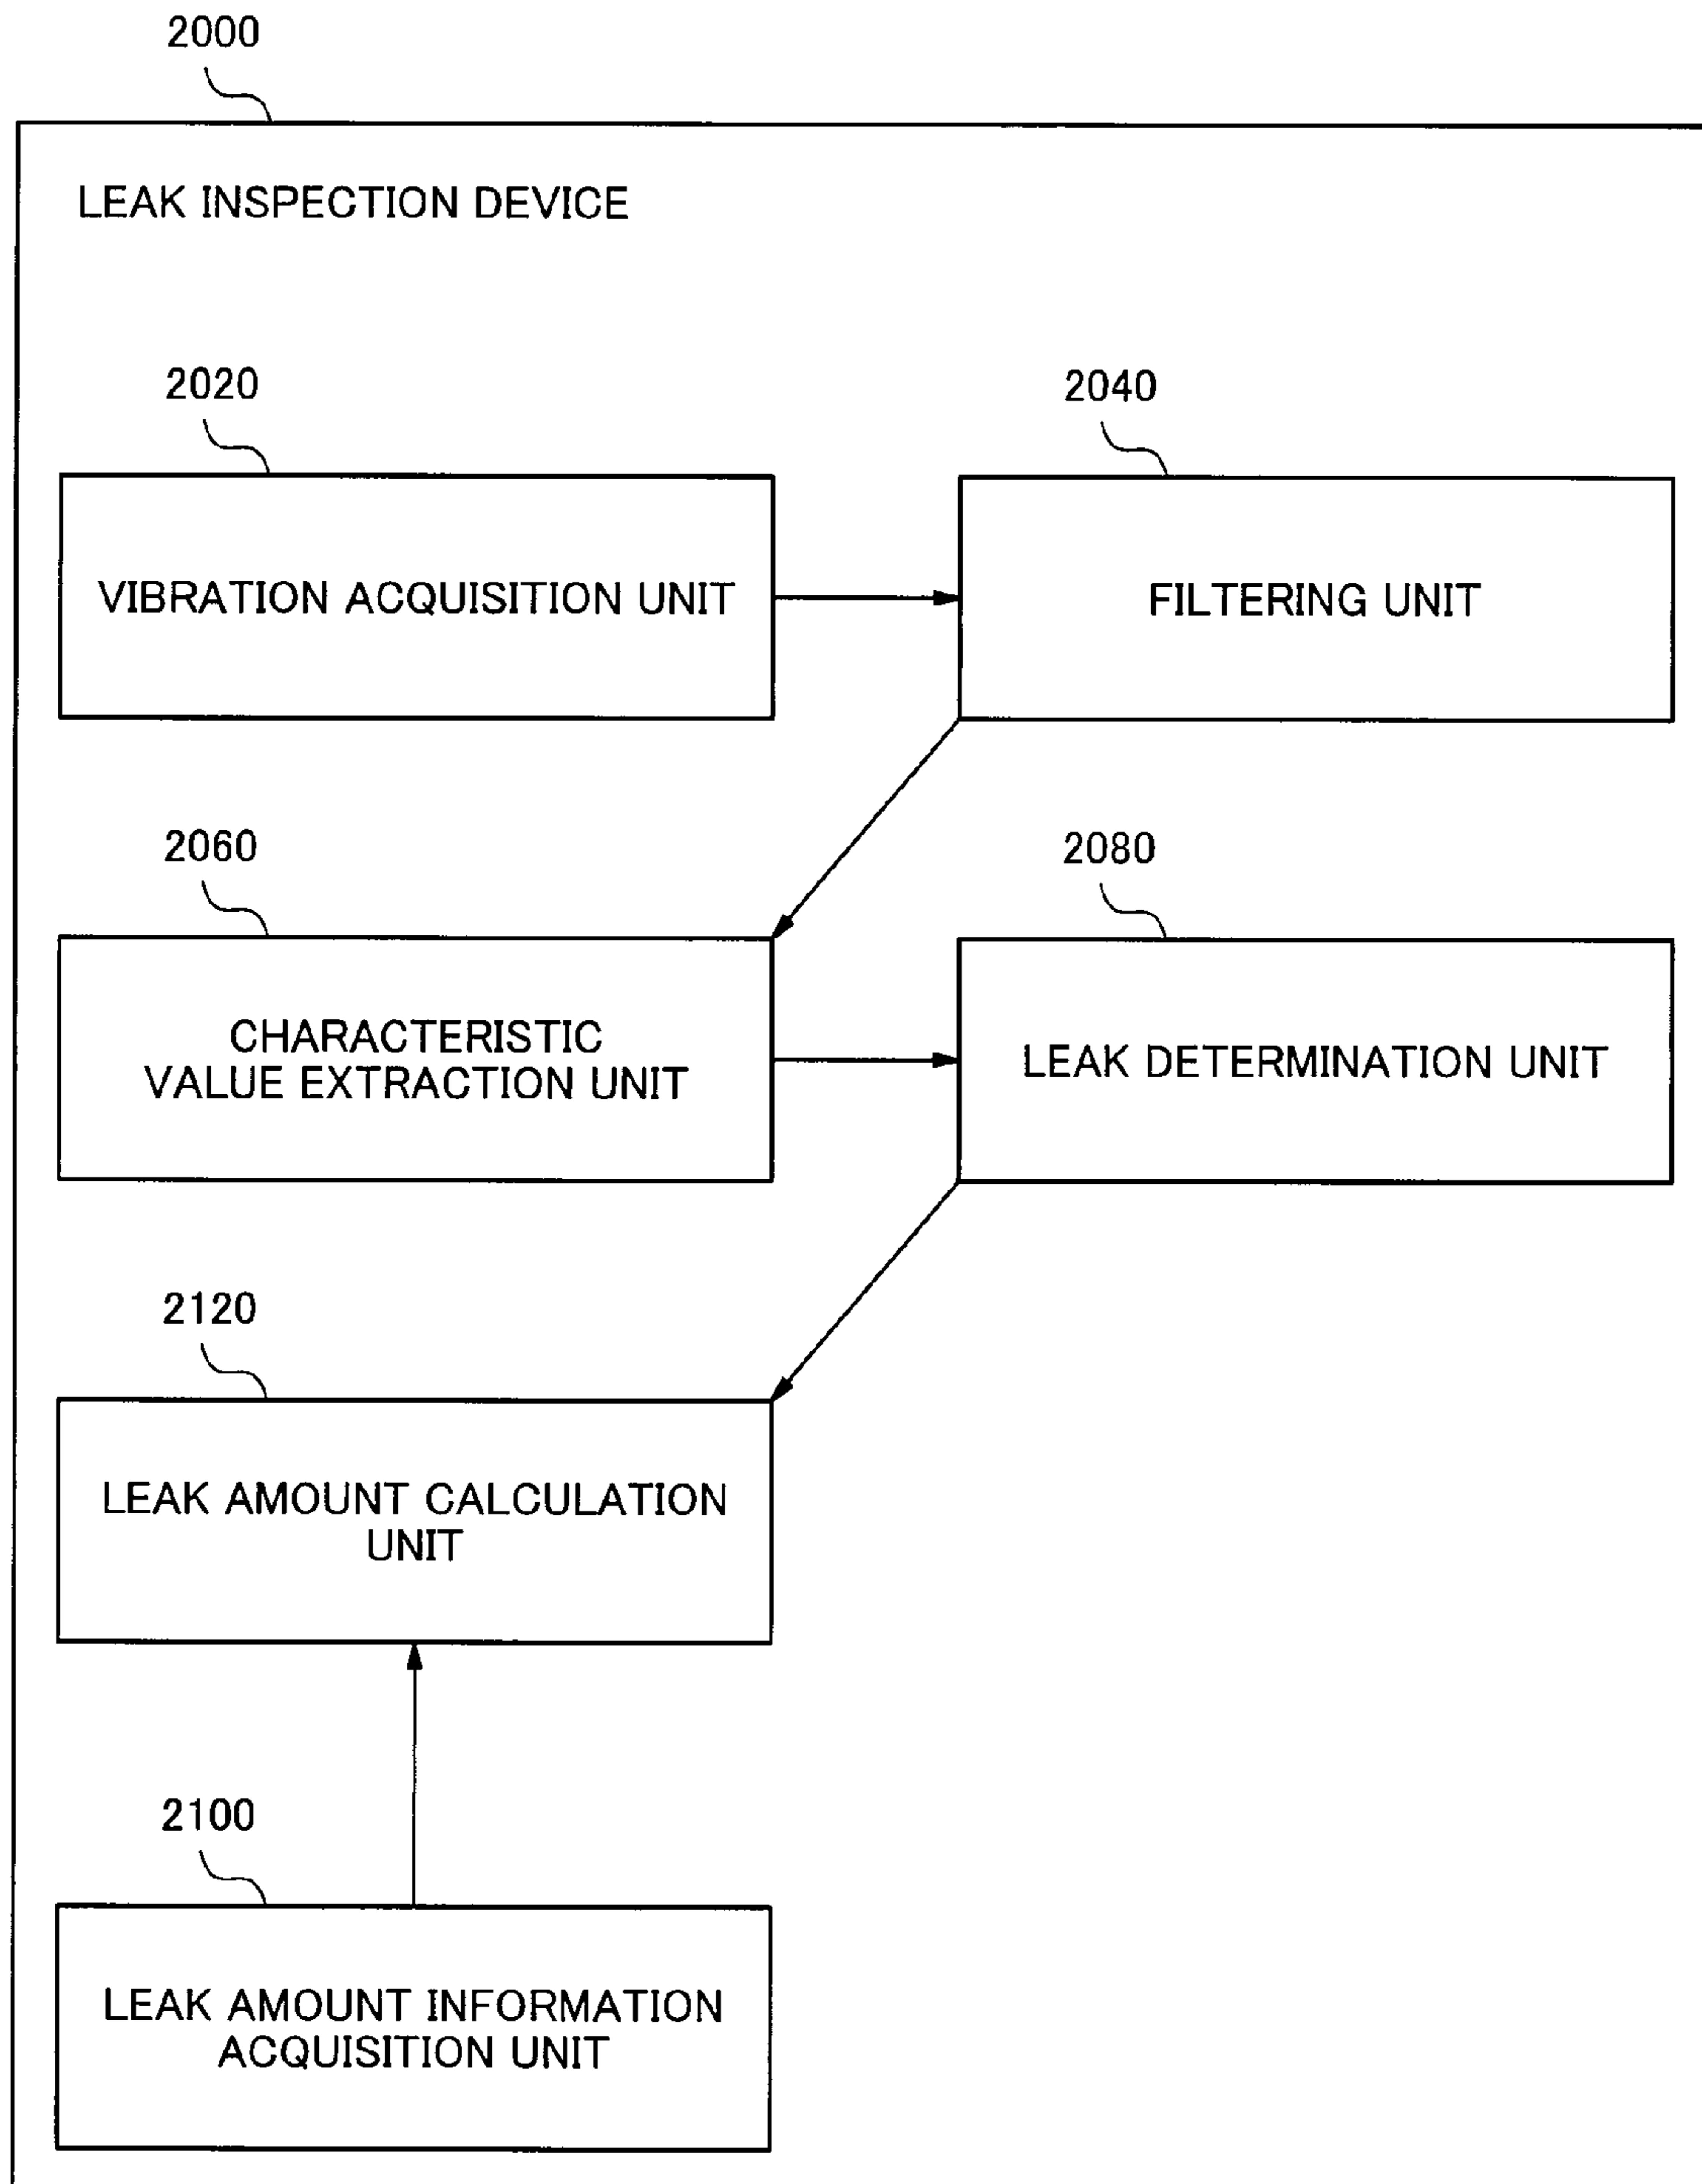 2000
LEAK INSPECTION DEVICE
2020
2040
VIBRATION ACQUISITION UNIT
FILTERING UNIT
2060
2080
CHARACTERISTIC
VALUE EXTRACTION UNIT
LEAK DETERMINATION UNIT
2120
LEAK AMOUNT CALCULATION
UNIT
2100
LEAK AMOUNT INFORMATION
ACQUISITION UNIT